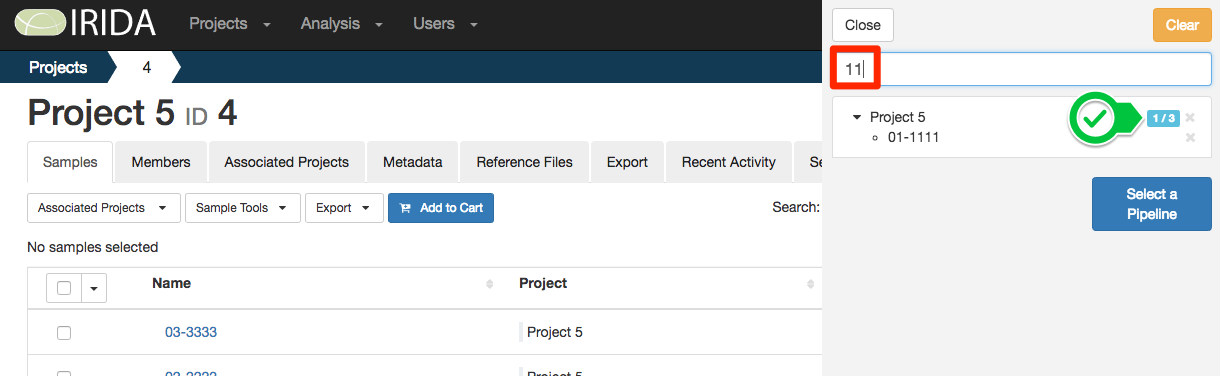 IRIDA
Projects
Analysis
Users
Projects
4
Project 5 ID 4
Samples
Members
Associated Projects
Metadata
Reference Files
Export
Recent Activity
Se
Associated Projects
Sample Tools
Export
Add to Cart
Search:
No samples selected
Name
Project
03-3333
Project 5
Close
Clear
11
Project 5
1 / 3
01-1111
Select a
Pipeline